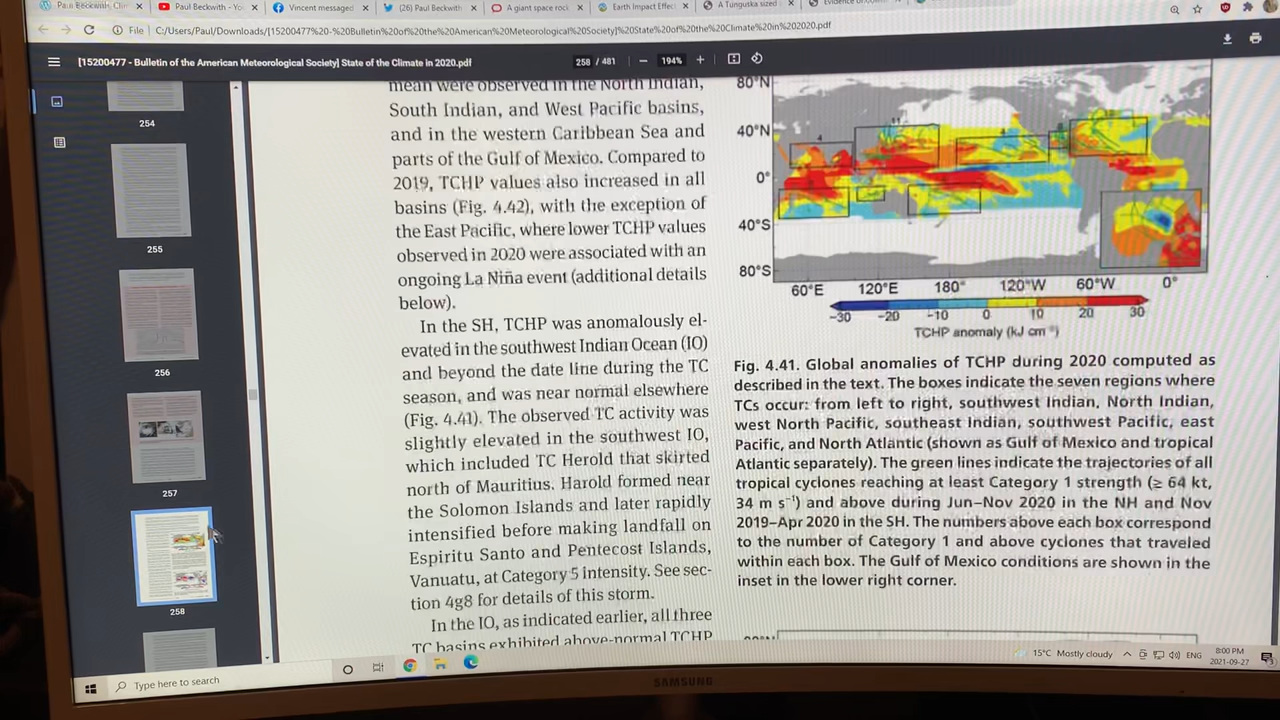 Paul Beckwith, Clim
Paul Beckwith - Yo
Vincent messaged
(26) Paul Beckwith
A giant space rock
Earth Impact Effec
A Tunguska sized
File | C:/Users/Paul/Downloads/[15200477%20-%20Bulletin%20of%20the%20American%20Meteorological%20Society]%20State%20of%20the%20Climate%20in%202020.pdf
[15200477 - Bulletin of the American Meteorological Society] State of the Climate in 2020.pdf
258 / 481
194%
254
255
256
257
258
mean were observed in the North Indian,
South Indian, and West Pacific basins,
and in the western Caribbean Sea and
parts of the Gulf of Mexico. Compared to
2019, TCHP values also increased in all
basins (Fig. 4.42), with the exception of
the East Pacific, where lower TCHP values
observed in 2020 were associated with an
ongoing La Niña event (additional details
below).
In the SH, TCHP was anomalously el-
evated in the southwest Indian Ocean (IO)
and beyond the date line during the TC
season, and was near normal elsewhere
(Fig. 4.41). The observed TC activity was
slightly elevated in the southwest IO,
which included TC Herold that skirted
north of Mauritius. Harold formed near
the Solomon Islands and later rapidly
intensified before making landfall on
Espiritu Santo and Pentecost Islands,
Vanuatu, at Category 5 intensity. See sec-
tion 4g8 for details of this storm.
In the IO, as indicated earlier, all three
TC basins exhibited above-normal TCHP
80°N
40°N
0°
40°S
80°S
60°E 120°E 180° 120°W 60°W 0°
-30 -20 -10 0 10 20 30
TCHP anomaly (kJ cm⁻²)
Fig. 4.41. Global anomalies of TCHP during 2020 computed as
described in the text. The boxes indicate the seven regions where
TCs occur: from left to right, southwest Indian, North Indian,
west North Pacific, southeast Indian, southwest Pacific, east
Pacific, and North Atlantic (shown as Gulf of Mexico and tropical
Atlantic separately). The green lines indicate the trajectories of all
tropical cyclones reaching at least Category 1 strength (≥ 64 kt,
34 m s⁻¹) and above during Jun–Nov 2020 in the NH and Nov
2019–Apr 2020 in the SH. The numbers above each box correspond
to the number of Category 1 and above cyclones that traveled
within each box. The Gulf of Mexico conditions are shown in the
inset in the lower right corner.
Type here to search
15°C Mostly cloudy
ENG
8:00 PM
2021-09-27
SAMSUNG